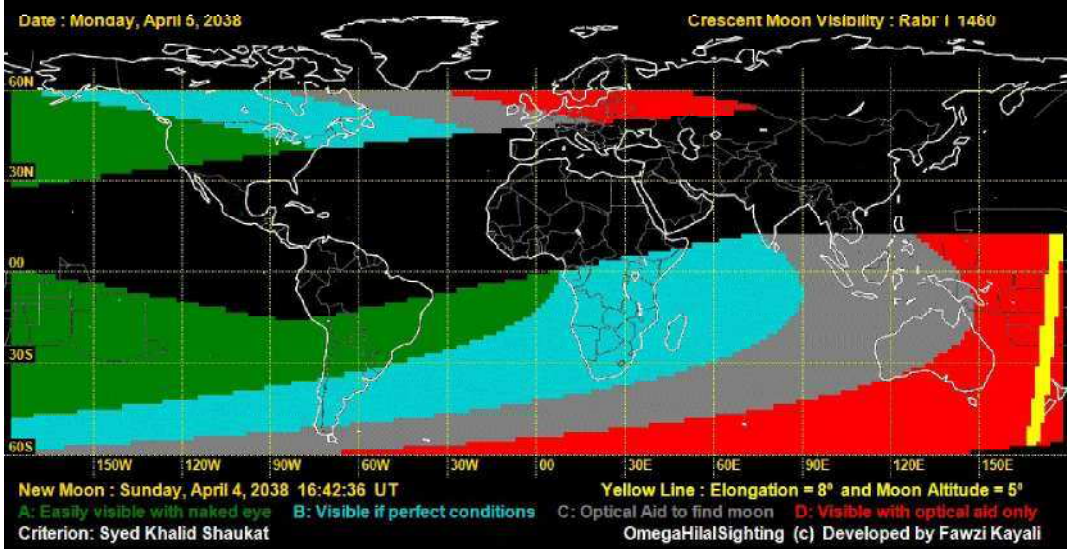 Date : Monday, April 5, 2038
Crescent Moon Visibility : Rabi' I 1460
60N
30N
00
30S
60S
150W 120W 90W 60W 30W 00 30E 60E 90E 120E 150E
New Moon : Sunday, April 4, 2038 16:42:36 UT
Yellow Line : Elongation = 8° and Moon Altitude = 5°
A: Easily visible with naked eye B: Visible if perfect conditions C: Optical Aid to find moon D: Visible with optical aid only
Criterion: Syed Khalid Shaukat
OmegaHilalSighting (c) Developed by Fawzi Kayali